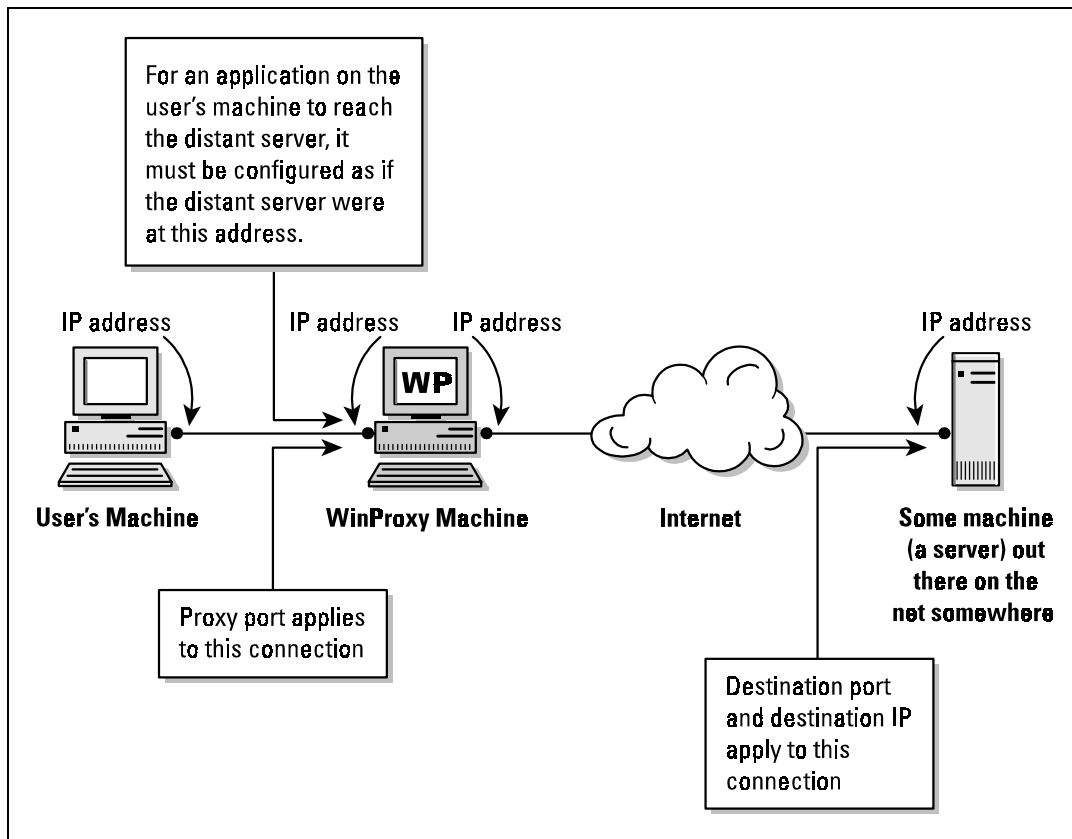 For an application on the
user's machine to reach
the distant server, it
must be configured as if
the distant server were
at this address.
IP address
IP address
IP address
IP address
WP
User's Machine
WinProxy Machine
Internet
Some machine
(a server) out
there on the
not somewhere
Proxy port applies
to this connection
Destination port
and destination IP
apply to this
connection